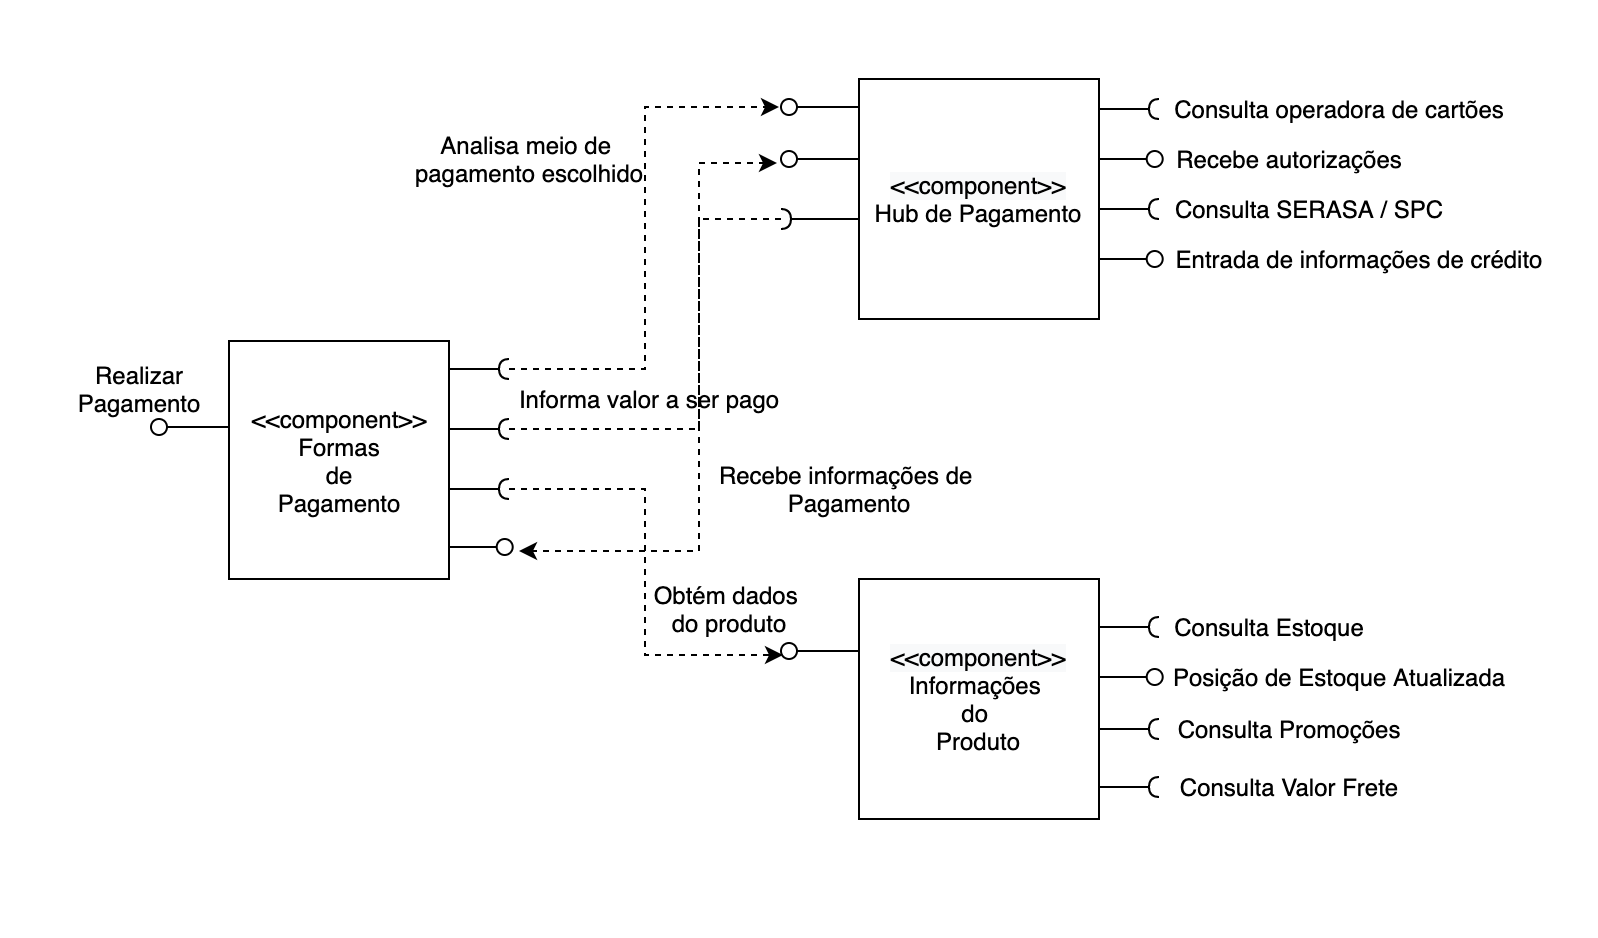 Analisa meio de
pagamento escolhido
<<component>>
Hub de Pagamento
Consulta operadora de cartões
Recebe autorizações
Consulta SERASA / SPC
Entrada de informações de crédito
Realizar
Pagamento
<<component>>
Formas
de
Pagamento
Informa valor a ser pago
Recebe informações de
Pagamento
Obtém dados
do produto
<<component>>
Informações
do
Produto
Consulta Estoque
Posição de Estoque Atualizada
Consulta Promoções
Consulta Valor Frete